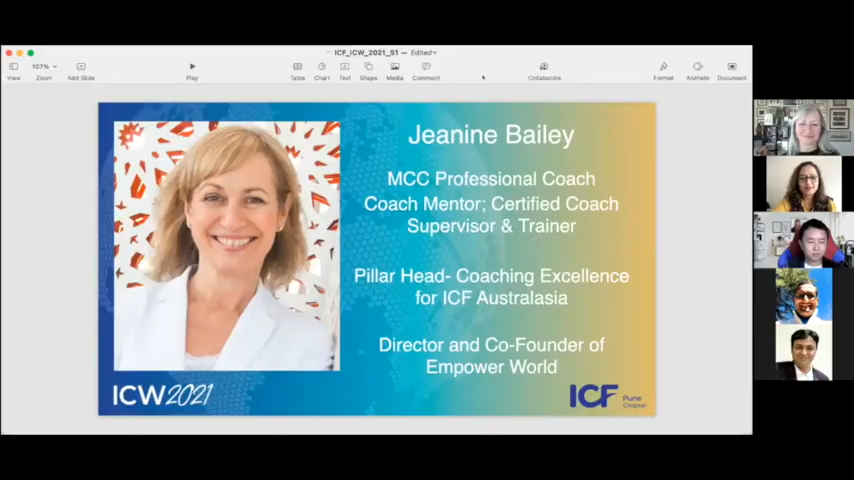 ICF_ICW_2021_S1 — Edited
107%
View
Zoom
Add Slide
Play
Table
Chart
Text
Shape
Media
Comment
Collaborate
Format
Animate
Document
Jeanine Bailey
MCC Professional Coach
Coach Mentor; Certified Coach
Supervisor & Trainer
Pillar Head- Coaching Excellence
for ICF Australasia
Director and Co-Founder of
Empower World
ICW2021
ICF
Pune
Chapter